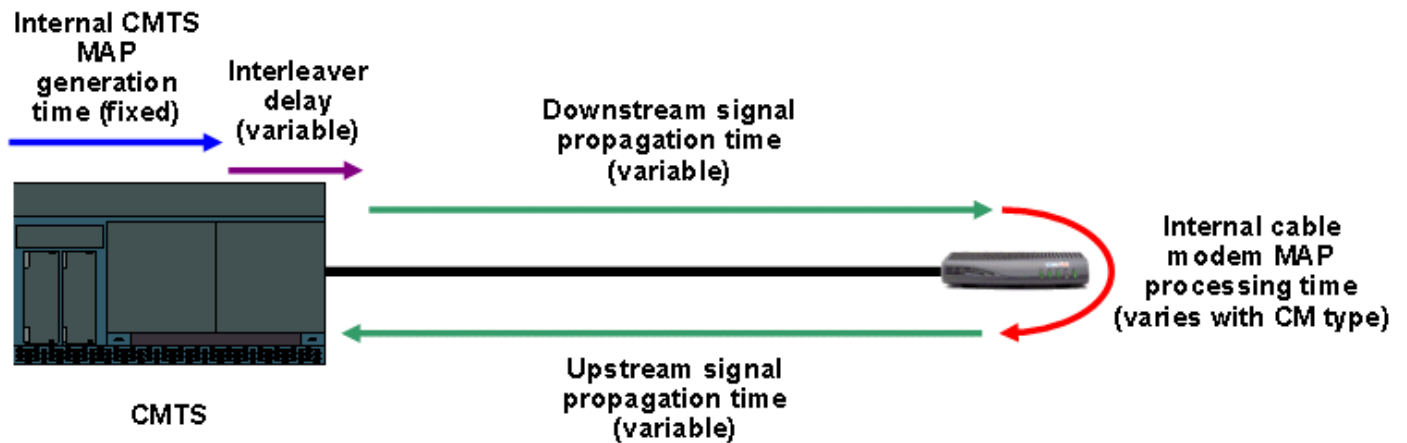 Internal CMTS
MAP
generation
time (fixed)
Interleaver
delay
(variable)
Downstream signal
propagation time
(variable)
Internal cable
modem MAP
processing time
(varies with CM type)
Upstream signal
propagation time
(variable)
CMTS